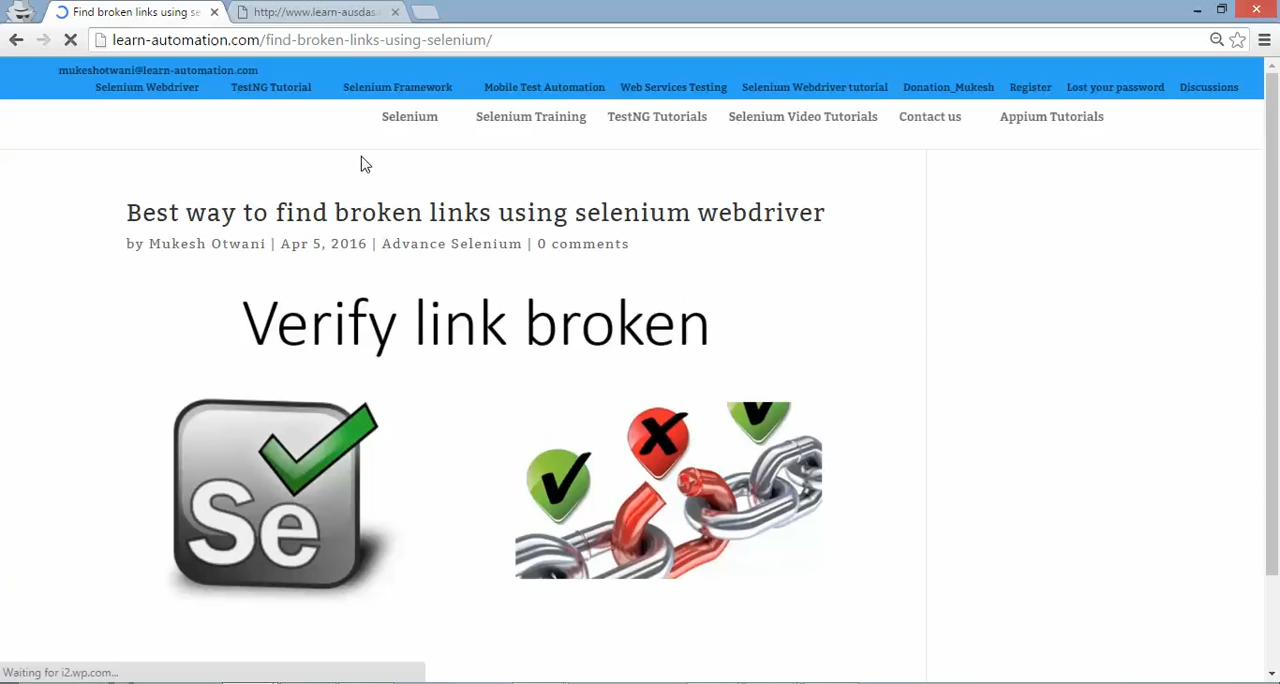 Find broken links using se
http://www.learn-ausdas
learn-automation.com/find-broken-links-using-selenium/
mukeshotwani@learn-automation.com
Selenium Webdriver TestNG Tutorial Selenium Framework Mobile Test Automation Web Services Testing Selenium Webdriver tutorial Donation_Mukesh Register Lost your password Discussions
Selenium Selenium Training TestNG Tutorials Selenium Video Tutorials Contact us Appium Tutorials
Best way to find broken links using selenium webdriver
by Mukesh Otwani | Apr 5, 2016 | Advance Selenium | 0 comments
Verify link broken
Se
Waiting for i2.wp.com...